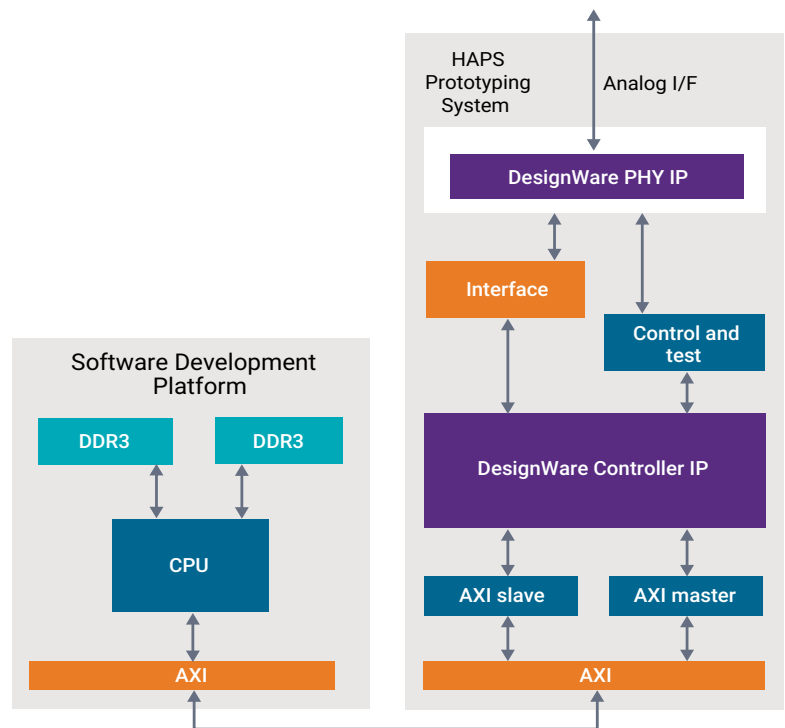 HAPS
Prototyping
System
Analog I/F
DesignWare PHY IP
Interface
Control and
test
DesignWare Controller IP
AXI slave
AXI master
AXI
Software Development
Platform
DDR3
DDR3
CPU
AXI